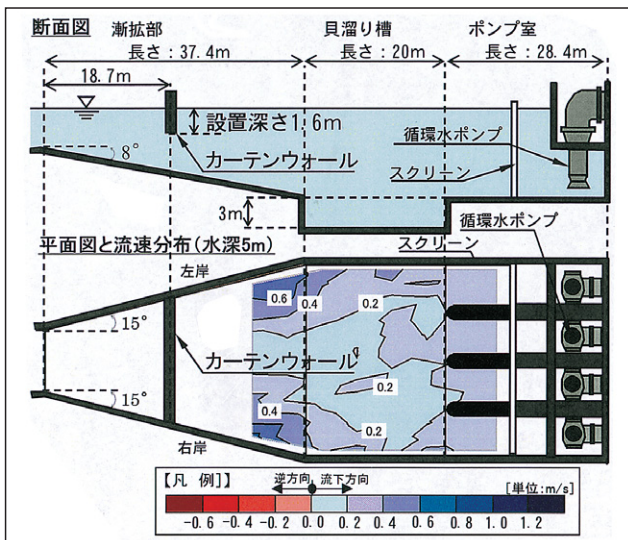 断面図 漸拡部 貝溜り槽 ポンプ室
長さ：37.4m 長さ：20m 長さ：28.4m
18.7m
設置深さ1.6m
8°
カーテンウォール
循環水ポンプ
スクリーン
3m
循環水ポンプ
平面図と流速分布(水深5m)
スクリーン
左岸
0.6
0.4
0.2
15°
カーテンウォール
0.2
15°
0.4
0.2
右岸
【凡 例】] 逆方向 流下方向 [単位:m/s]
-0.6 -0.4 -0.2 0.0 0.2 0.4 0.6 0.8 1.0 1.2